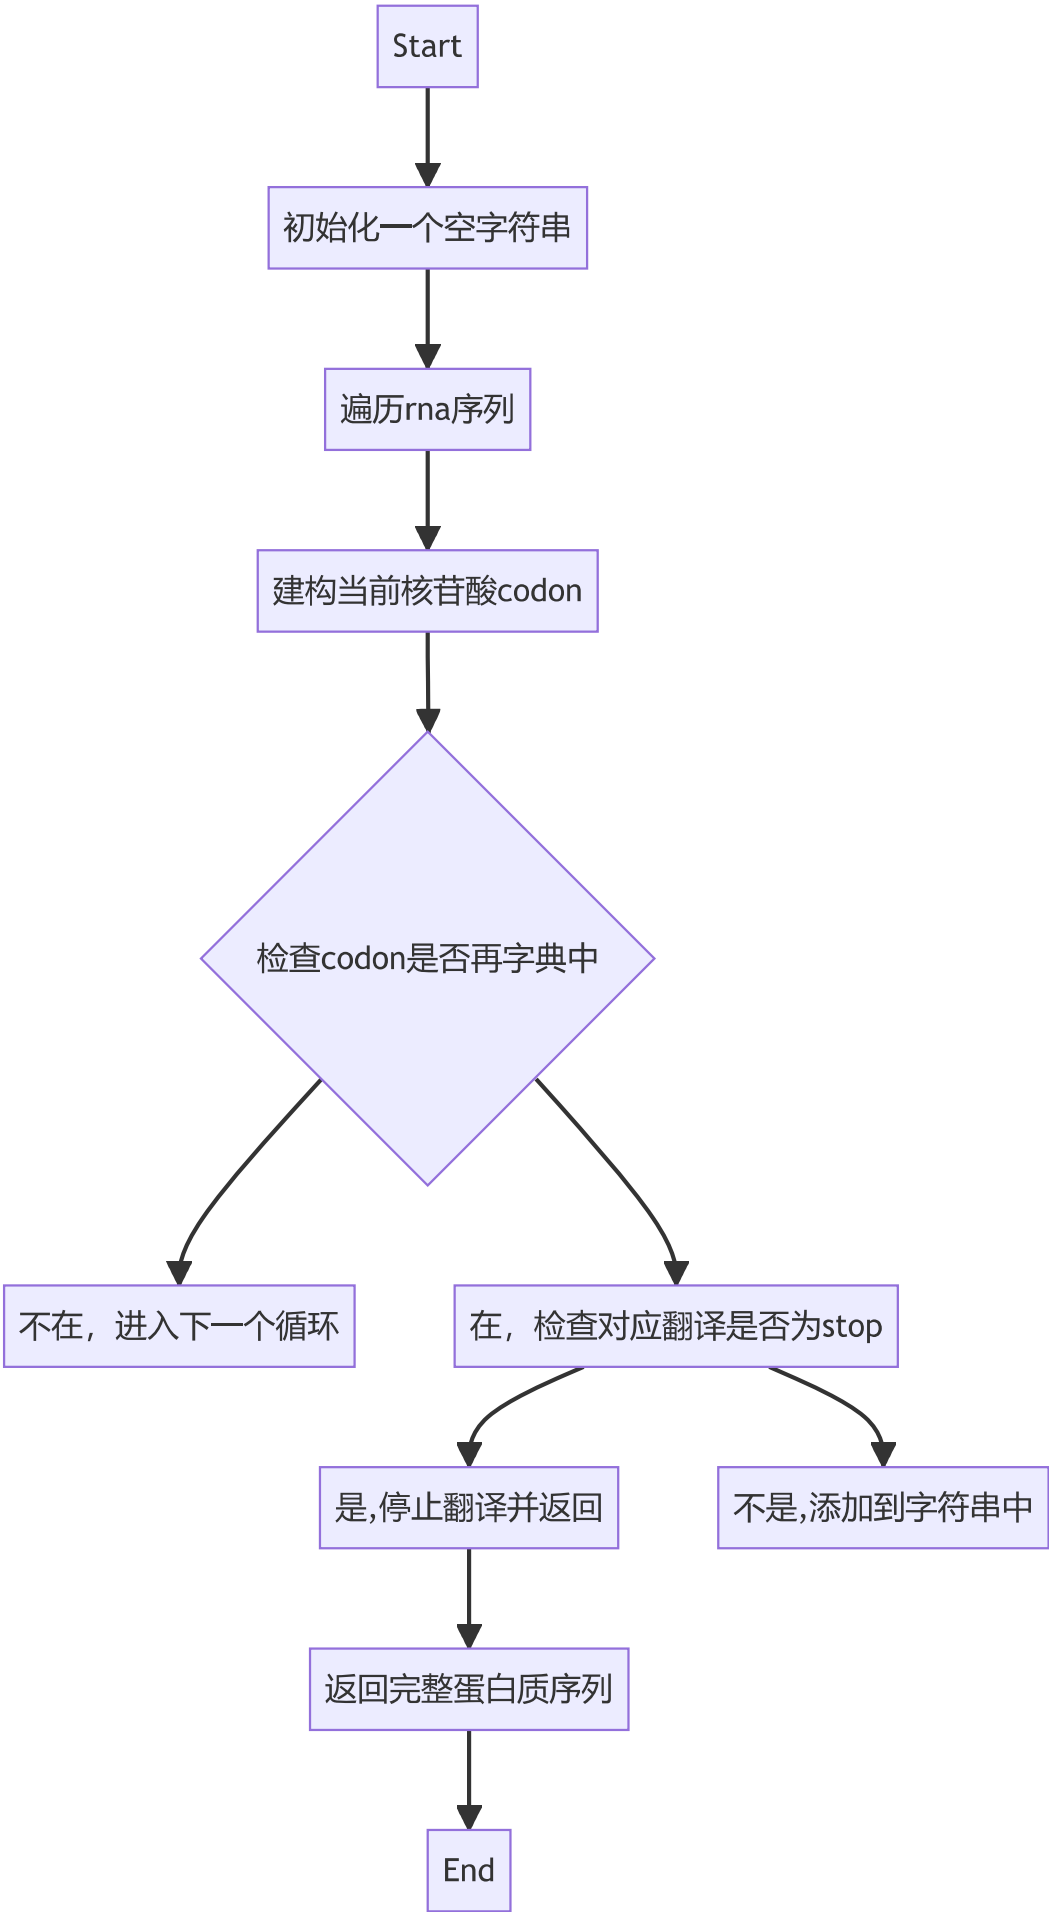 Start
初始化一个空字符串
遍历rna序列
建构当前核苷酸codon
检查codon是否再字典中
不在，进入下一个循环
在，检查对应翻译是否为stop
是,停止翻译并返回
不是,添加到字符串中
返回完整蛋白质序列
End